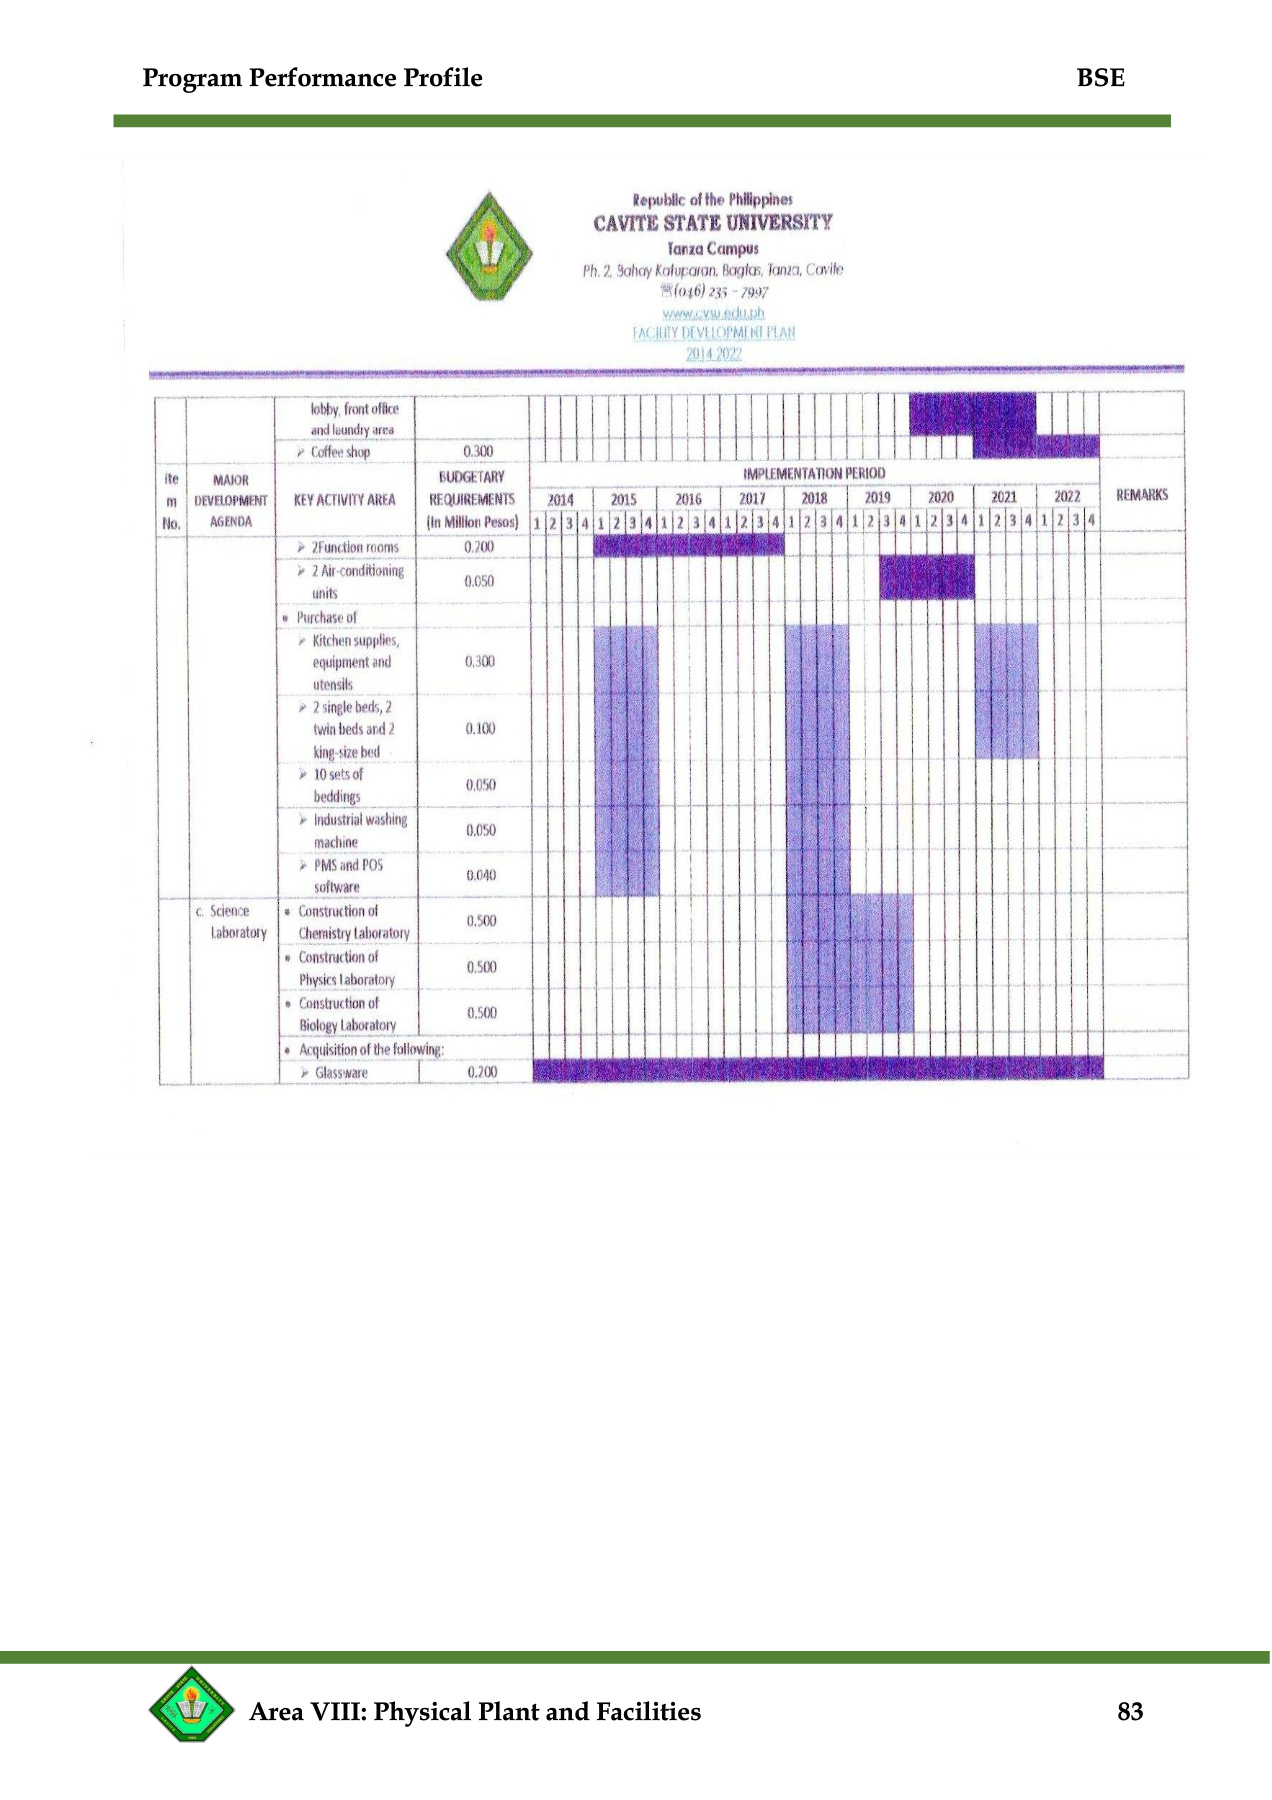 Program Performance Profile BSE
Republic of the Philippines
CAVITE STATE UNIVERSITY
Tanza Campus
Ph. 2, Bahay Katuparan, Bagtas, Tanza, Cavite
☏(046) 235 - 7997
www.cvsu.edu.ph
FACILITY DEVELOPMENT PLAN
2014 2022
lobby, front office
and laundry area
➢ Coffee shop 0.300
Ite
m
No.
MAJOR
DEVELOPMENT
AGENDA
KEY ACTIVITY AREA
BUDGETARY
REQUIREMENTS
(In Million Pesos)
IMPLEMENTATION PERIOD
2014 2015 2016 2017 2018 2019 2020 2021 2022
1 2 3 4 1 2 3 4 1 2 3 4 1 2 3 4 1 2 3 4 1 2 3 4 1 2 3 4 1 2 3 4 1 2 3 4
REMARKS
➢ 2Function rooms 0.200
➢ 2 Air-conditioning
units
0.050
• Purchase of
➢ Kitchen supplies,
equipment and
utensils
0.300
➢ 2 single beds, 2
twin beds and 2
king-size bed
0.100
➢ 10 sets of
beddings
0.050
➢ Industrial washing
machine
0.050
➢ PMS and POS
software
0.040
c. Science
Laboratory
• Construction of
Chemistry Laboratory
0.500
• Construction of
Physics Laboratory
0.500
• Construction of
Biology Laboratory
0.500
• Acquisition of the following:
➢ Glassware 0.200
Area VIII: Physical Plant and Facilities 83